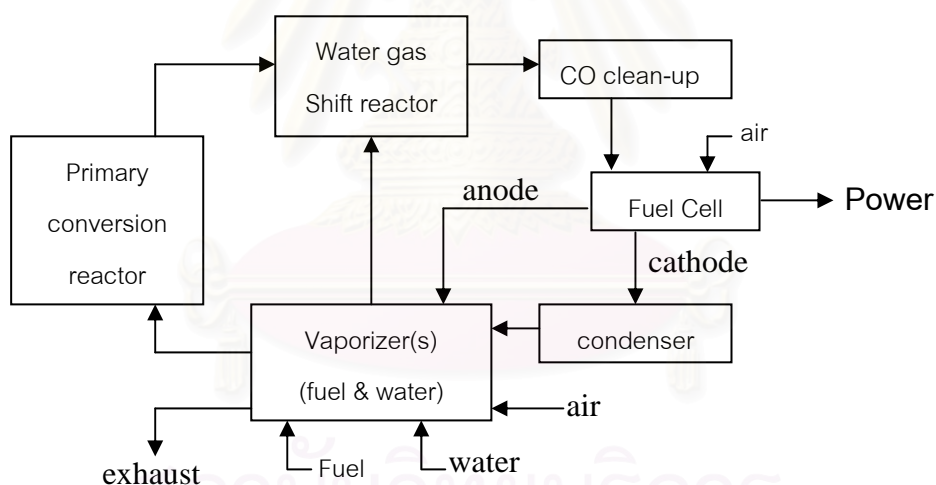 Water gas
Shift reactor
CO clean-up
air
Primary
conversion
reactor
anode
Fuel Cell
Power
cathode
Vaporizer(s)
(fuel & water)
condenser
air
exhaust
Fuel
water